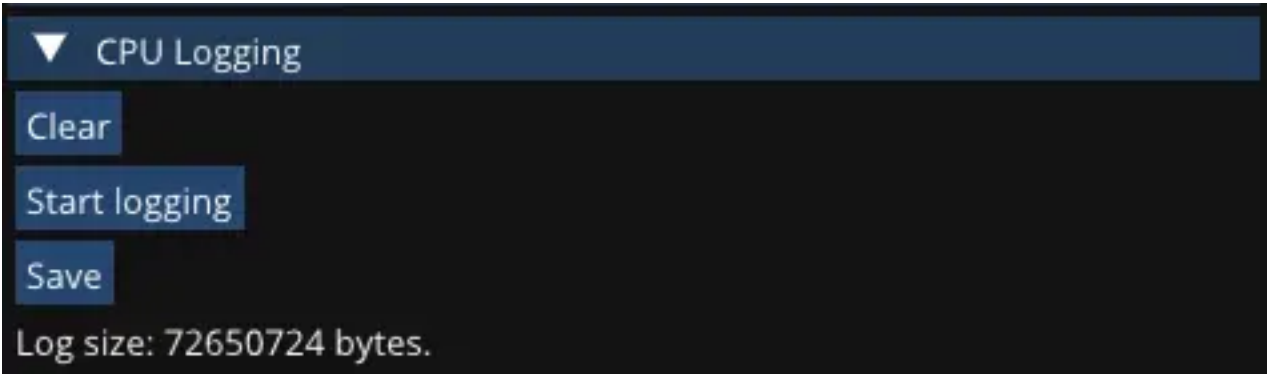 CPU Logging
Clear
Start logging
Save
Log size: 72650724 bytes.